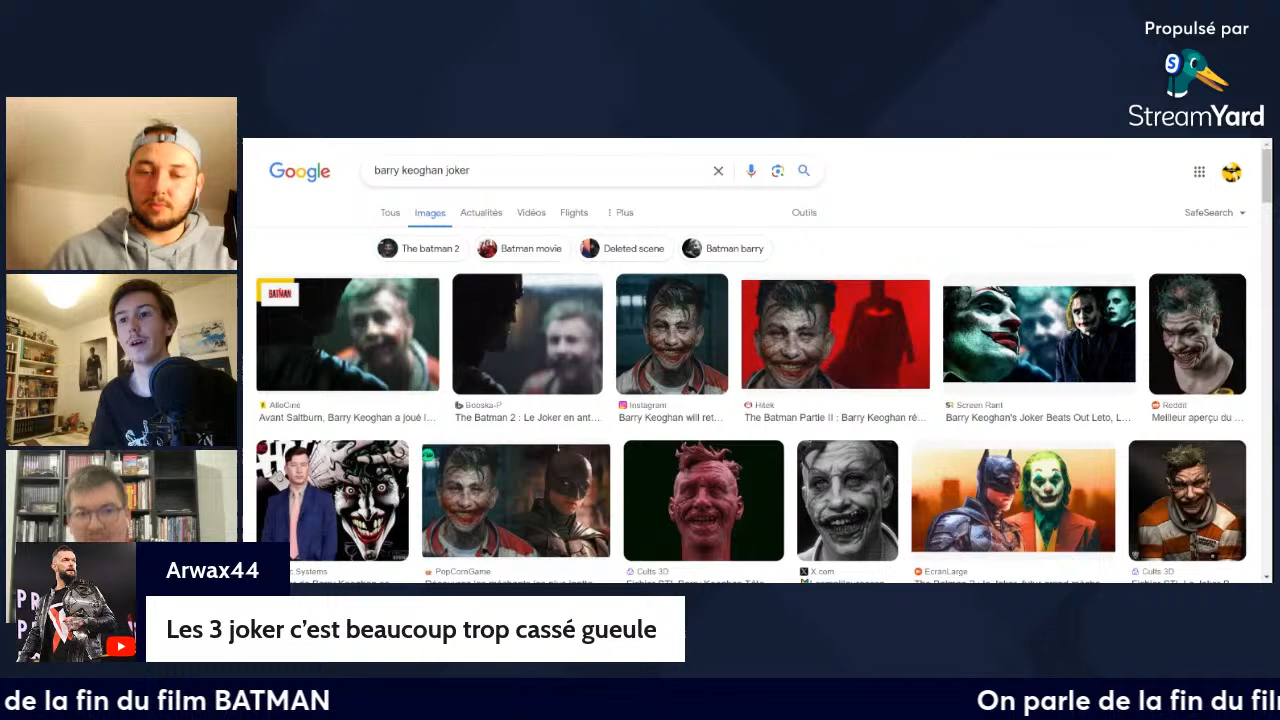 Propulsé par
StreamYard
Google
barry keoghan joker
Tous
Images
Actualités
Vidéos
Flights
Plus
Outils
SafeSearch
The batman 2
Batman movie
Deleted scene
Batman barry
BATMAN
AlloCiné
Avant Saltburn, Barry Keoghan a joué l...
Booska-P
The Batman 2 : Le Joker en ant...
Instagram
Barry Keoghan will ret...
Hitek
The Batman Partie II : Barry Keoghan ré...
Screen Rant
Barry Keoghan's Joker Beats Out Leto, L...
Reddit
Meilleur aperçu du ...
Systems
PopComGame
Cults 3D
X.com
EcranLarge
Cults 3D
Arwax44
Les 3 joker c’est beaucoup trop cassé gueule
de la fin du film BATMAN
On parle de la fin du fil